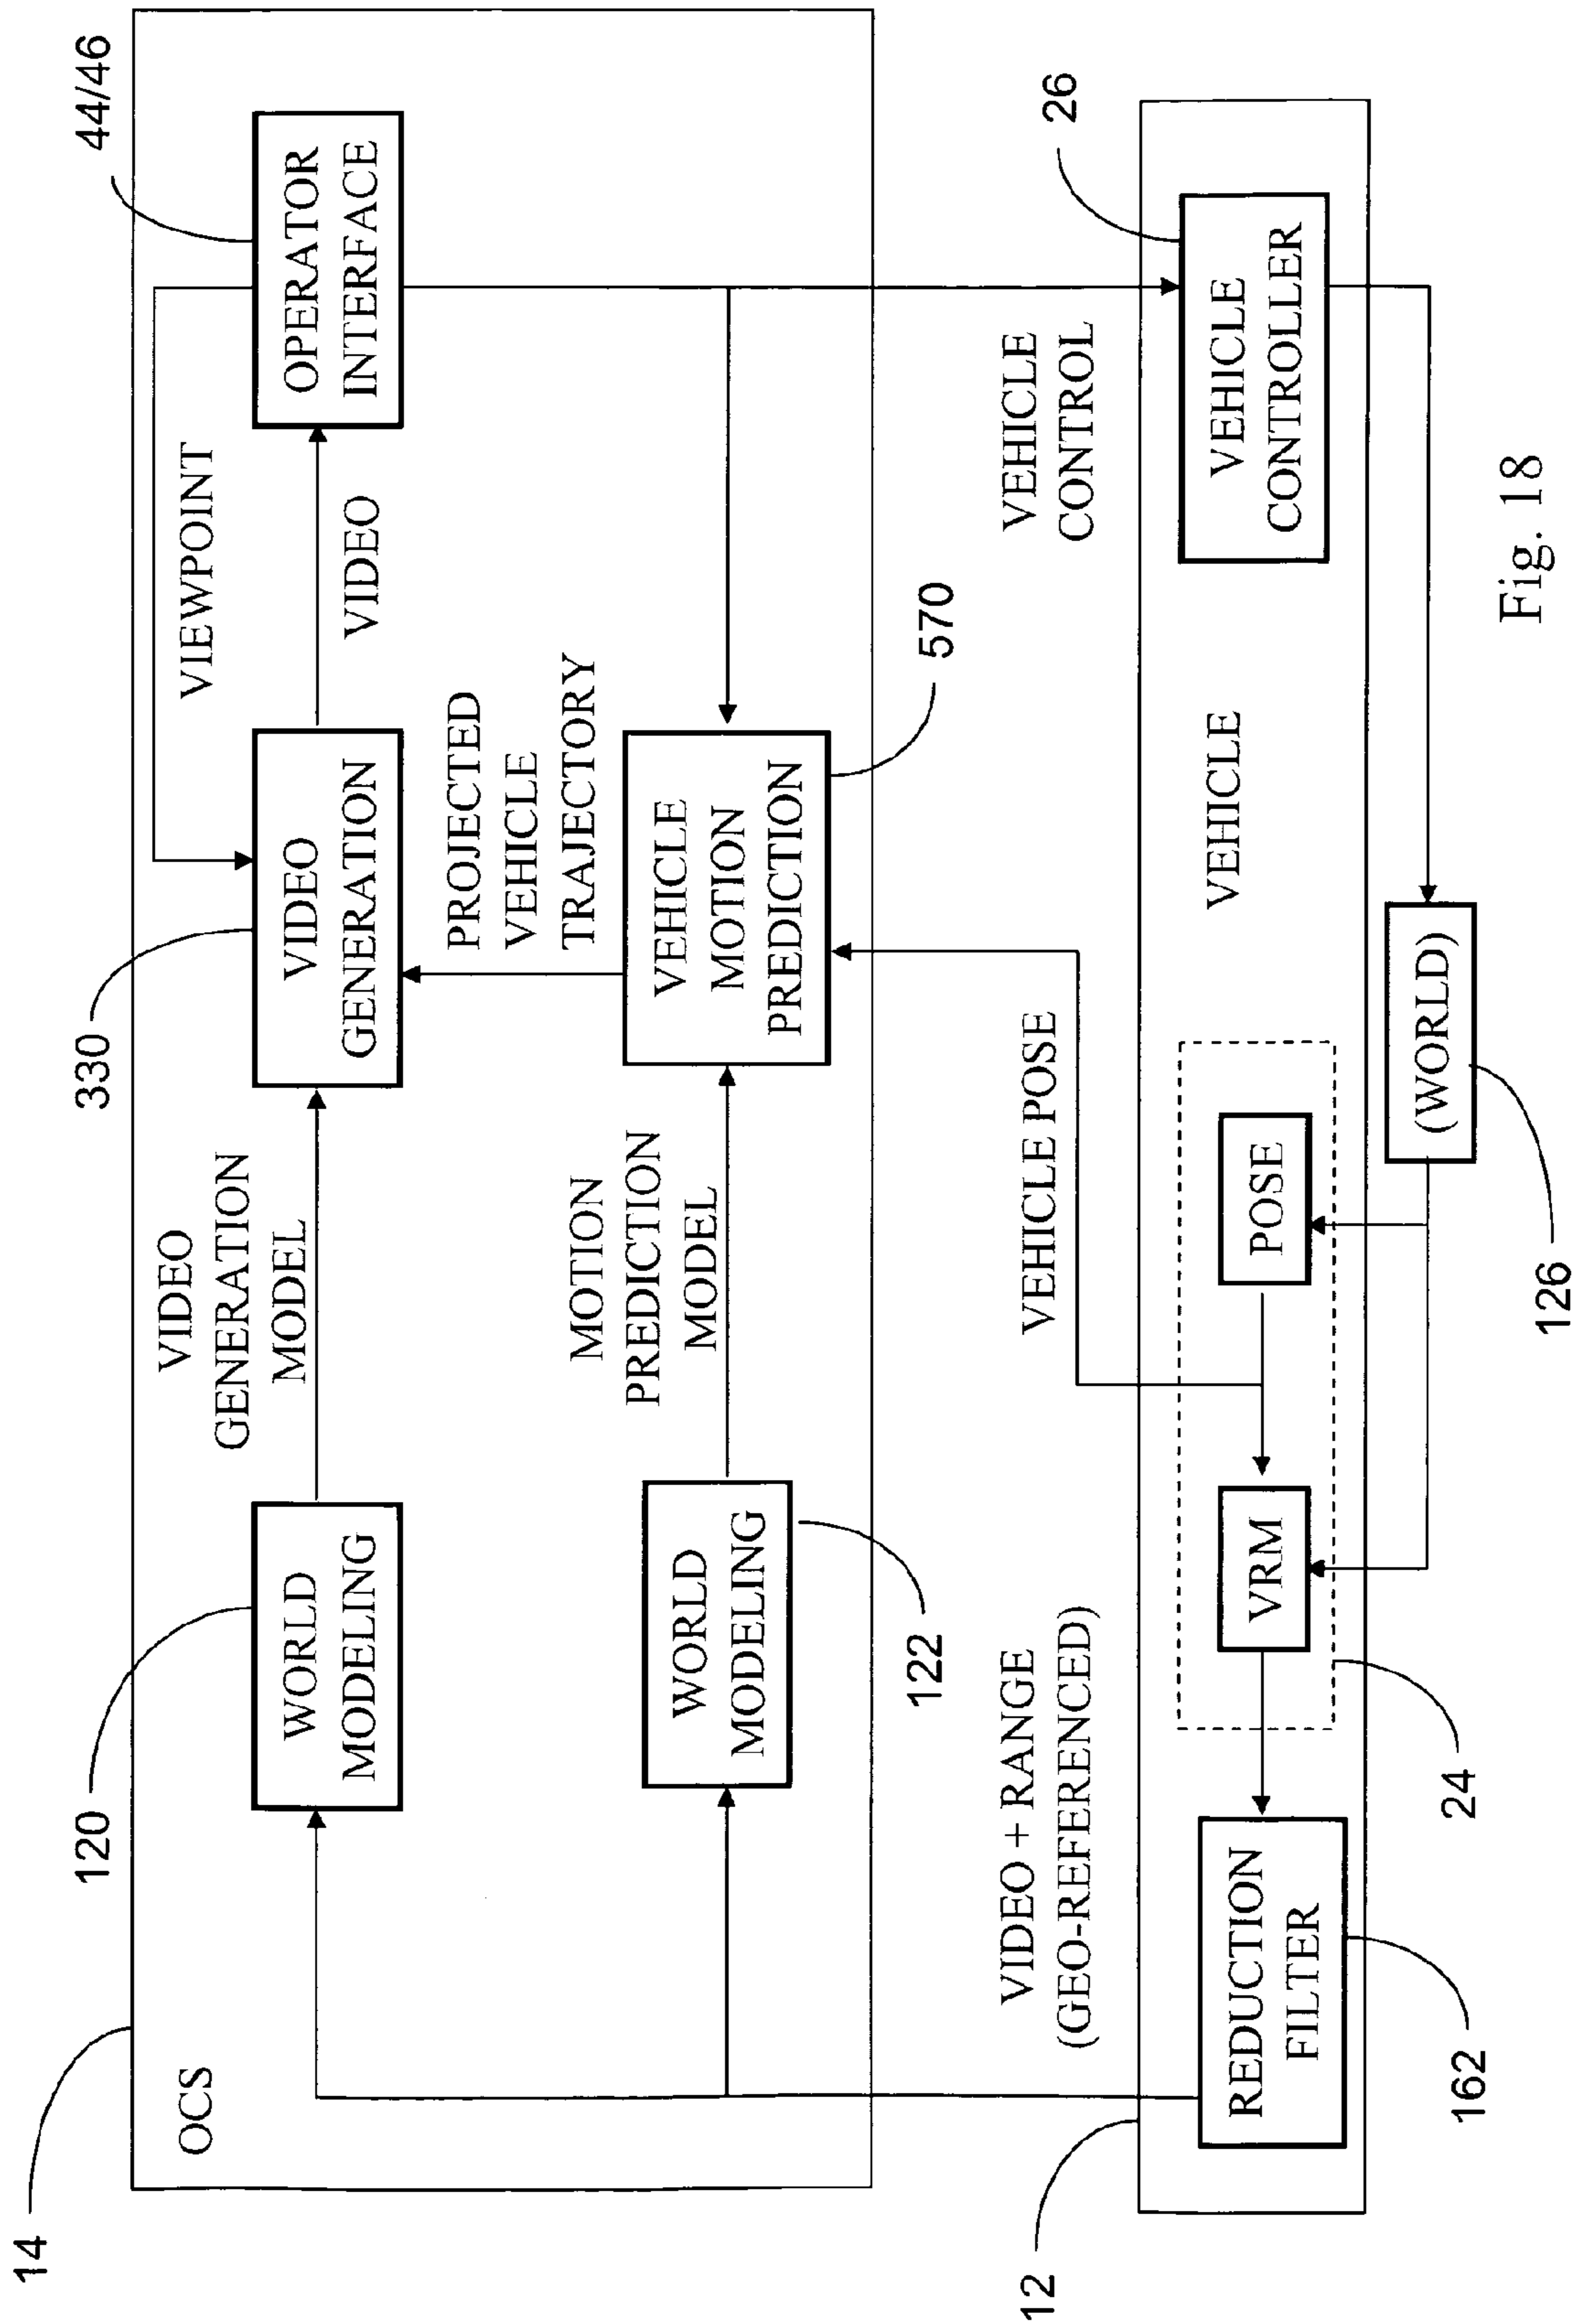 14
OCS
120
WORLD
MODELING
VIDEO
GENERATION
MODEL
330
VIDEO
GENERATION
VIEWPOINT
VIDEO
44/46
OPERATOR
INTERFACE
WORLD
MODELING
122
MOTION
PREDICTION
MODEL
PROJECTED
VEHICLE
TRAJECTORY
VEHICLE
MOTION
PREDICTION
570
VIDEO + RANGE
(GEO-REFERENCED)
VEHICLE POSE
VEHICLE
CONTROL
12
REDUCTION
FILTER
162
VRM
24
POSE
VEHICLE
VEHICLE
CONTROLLER
26
(WORLD)
126
Fig. 18